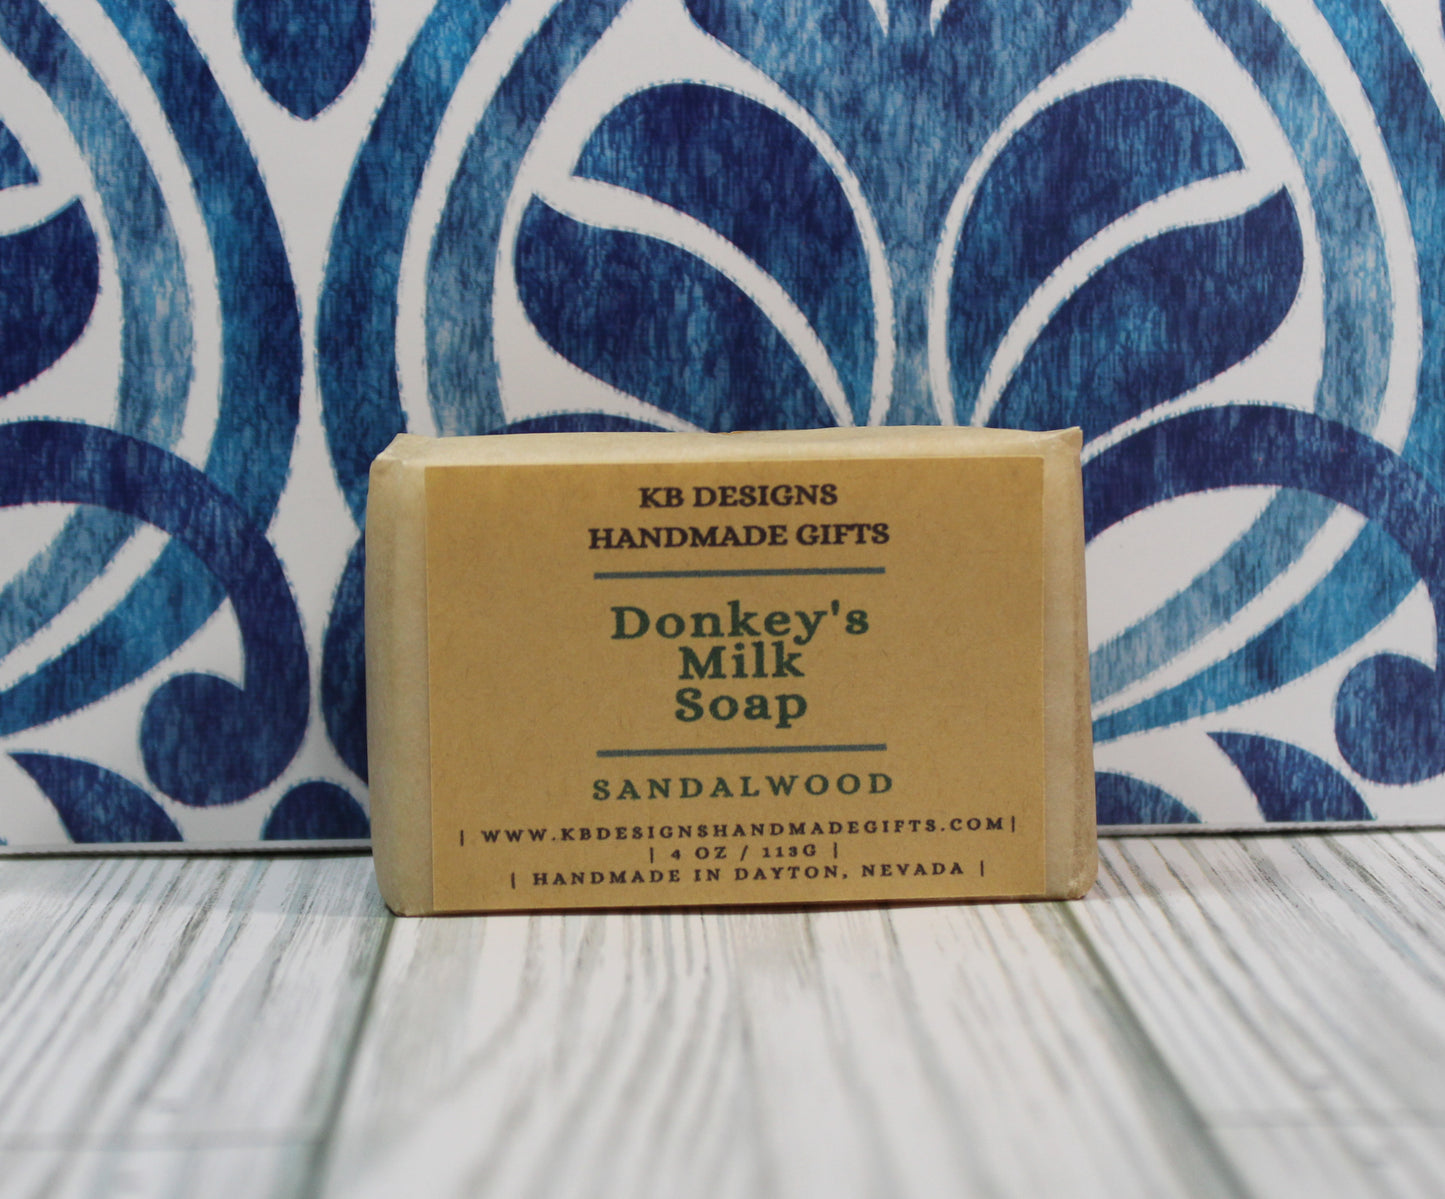 KB DESIGNS
HANDMADE GIFTS
Donkey's
Milk
Soap
SANDALWOOD
| WWW.KBDESIGNSHANDMADEGIFTS.COM|
| 4 OZ / 113G |
| HANDMADE IN DAYTON, NEVADA |